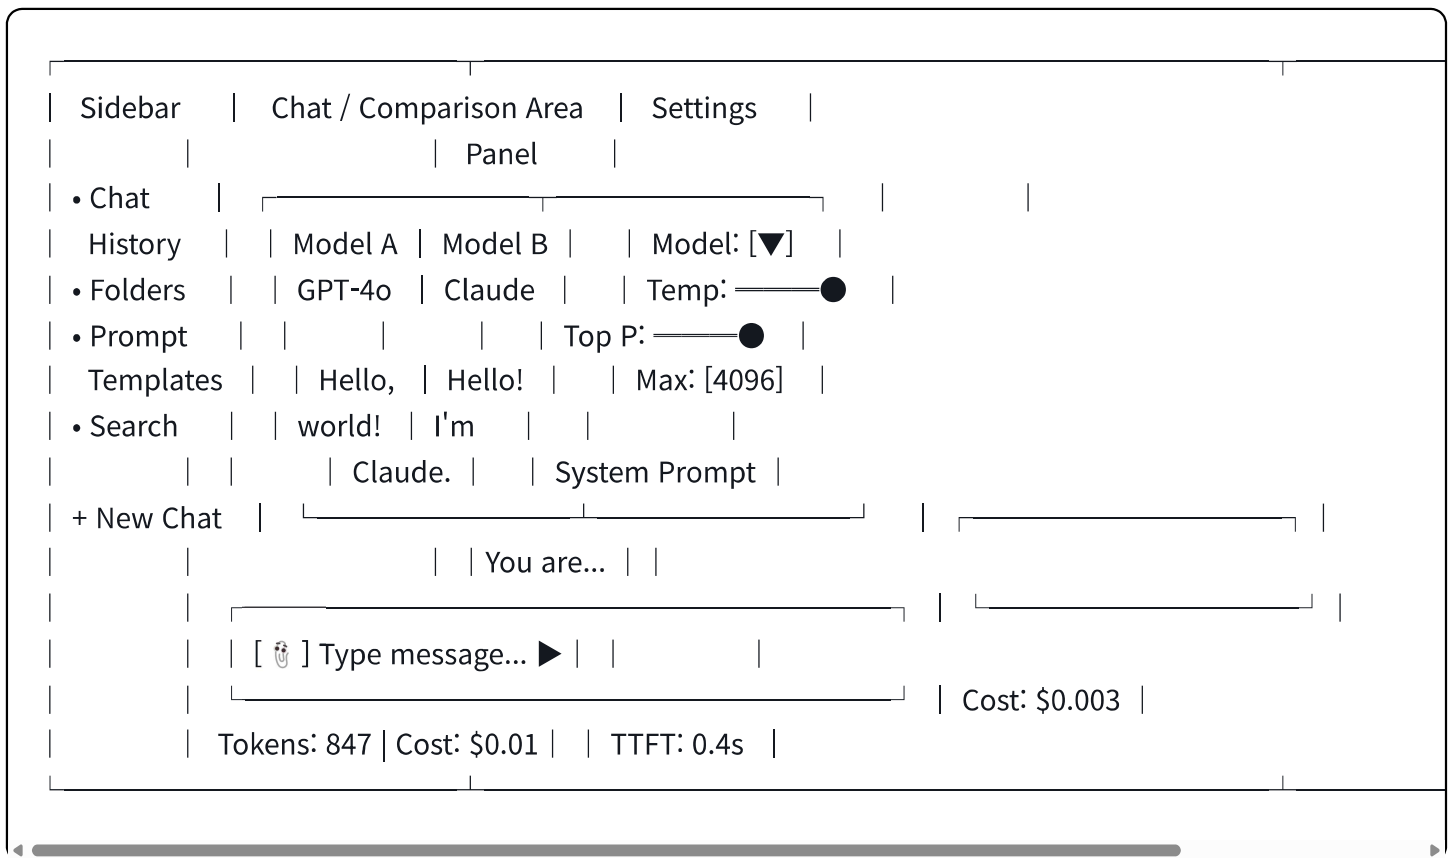 Sidebar | Chat / Comparison Area | Settings |
| Panel |
• Chat
History | | Model A | Model B | | Model: [▼] |
• Folders | | GPT-4o | Claude | | Temp: ═════● |
• Prompt | | | | | Top P: ═════● |
Templates | | Hello, | Hello! | | Max: [4096] |
• Search | | world! | I'm | | |
| Claude. | | System Prompt |
+ New Chat
| | You are... | |
[ 📎 ] Type message... ▶ | | |
Cost: $0.003 |
Tokens: 847 | Cost: $0.01 | | TTFT: 0.4s |